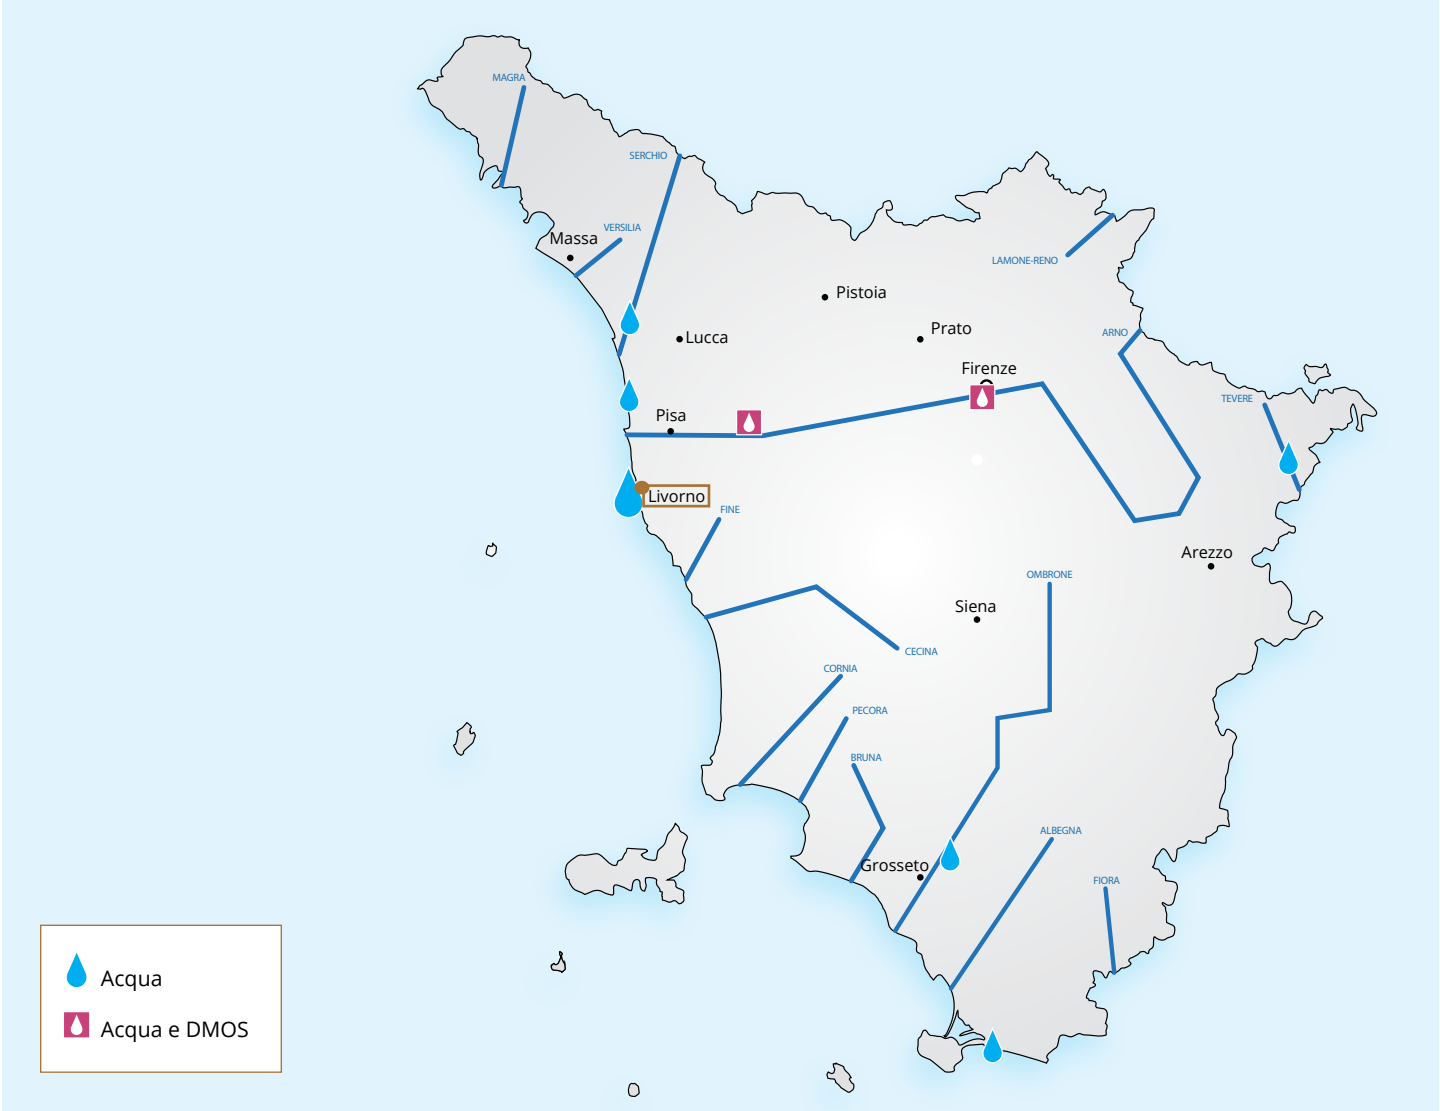 MAGRA
SERCHIO
VERSILIA
Massa
LAMONE-RENO
Pistoia
Prato
ARNO
Lucca
Firenze
TEVERE
Pisa
Livorno
FINE
Arezzo
OMBRONE
Siena
CECINA
CORNIA
PECORA
BRUNA
ALBEGNA
Grosseto
FIORA
Acqua
Acqua e DMOS